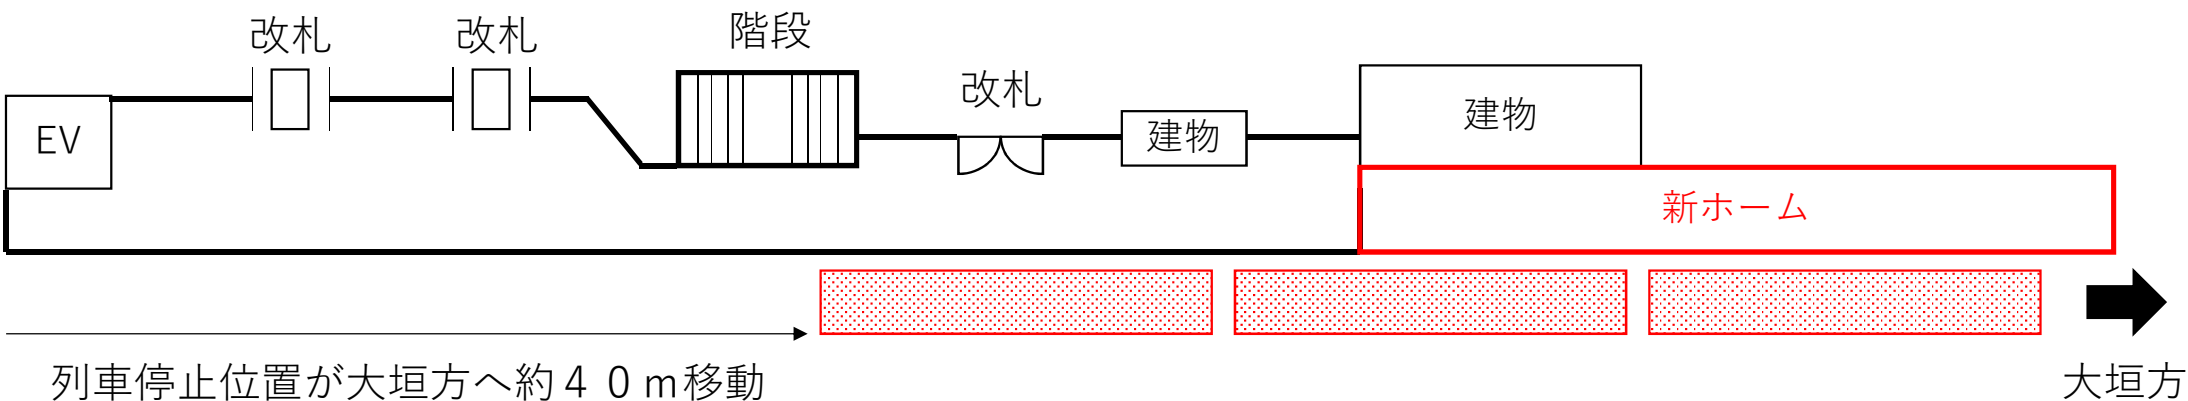 改札
改札
階段
改札
EV
建物
建物
新ホーム
列車停止位置が大垣方へ約４０ｍ移動
大垣方